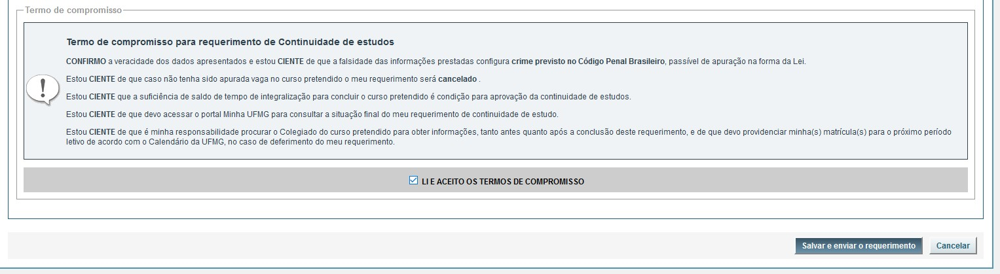 Termo de compromisso
Termo de compromisso para requerimento de Continuidade de estudos
CONFIRMO a veracidade dos dados apresentados e estou CIENTE de que a falsidade das informações prestadas configura crime previsto no Código Penal Brasileiro, passível de apuração na forma da Lei.
Estou CIENTE de que caso não tenha sido apurada vaga no curso pretendido o meu requerimento será cancelado .
Estou CIENTE que a suficiência de saldo de tempo de integralização para concluir o curso pretendido é condição para aprovação da continuidade de estudos.
Estou CIENTE de que devo acessar o portal Minha UFMG para consultar a situação final do meu requerimento de continuidade de estudo.
Estou CIENTE de que é minha responsabilidade procurar o Colegiado do curso pretendido para obter informações, tanto antes quanto após a conclusão deste requerimento, e de que devo providenciar minha(s) matrícula(s) para o próximo período
letivo de acordo com o Calendário da UFMG, no caso de deferimento do meu requerimento.
LI E ACEITO OS TERMOS DE COMPROMISSO
Salvar e enviar o requerimento Cancelar